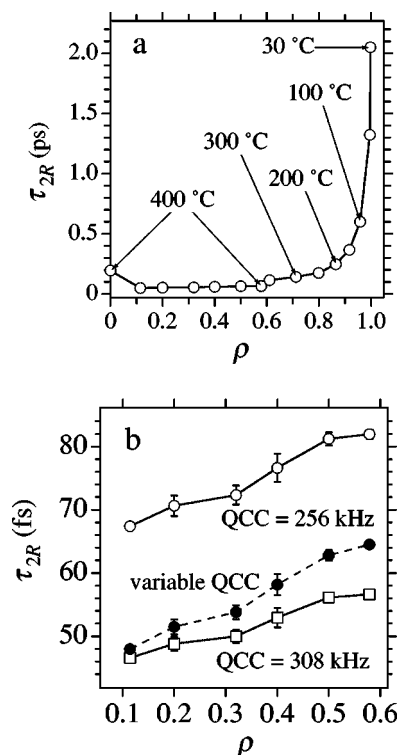 a
30 °C
100 °C
300 °C
200 °C
400 °C
τ2R (ps)
2.0
1.5
1.0
0.5
0
0 0.2 0.4 0.6 0.8 1.0
ρ
b
τ2R (fs)
80
70
60
50
QCC = 256 kHz
variable QCC
QCC = 308 kHz
0.1 0.2 0.3 0.4 0.5 0.6
ρ